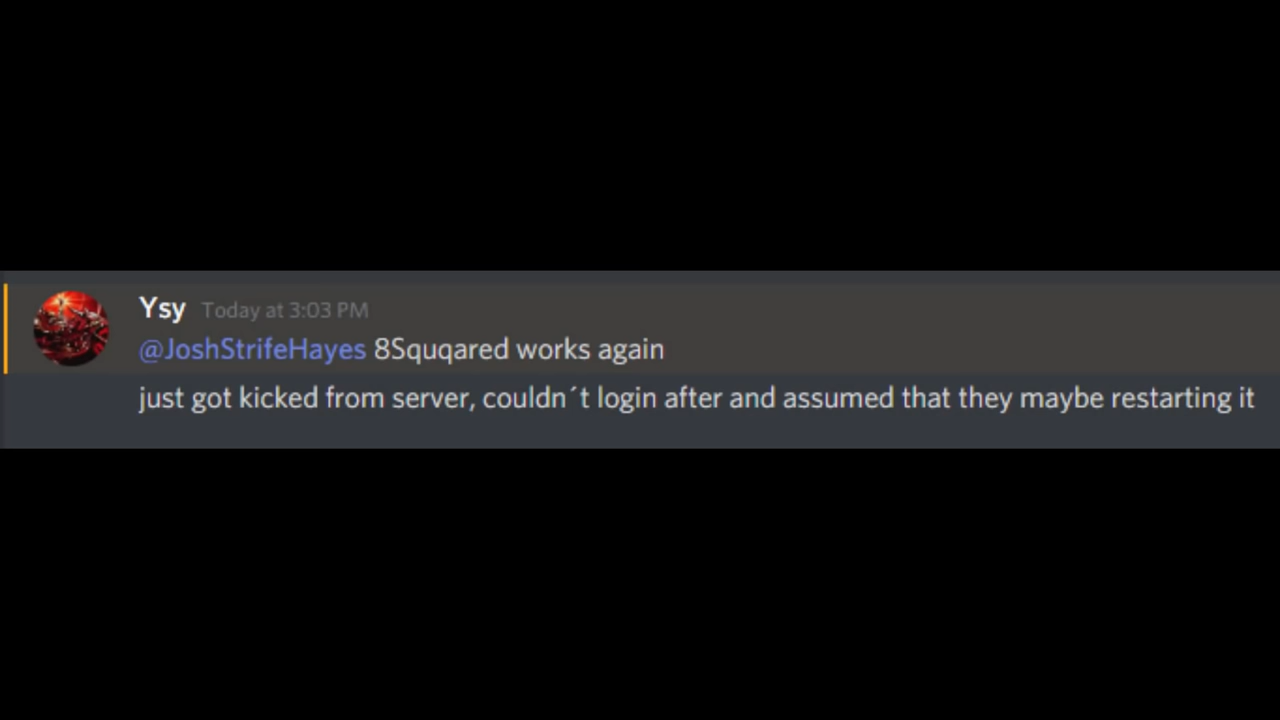 Ysy Today at 3:03 PM
@JoshStrifeHayes 8Squqared works again
just got kicked from server, couldn´t login after and assumed that they maybe restarting it